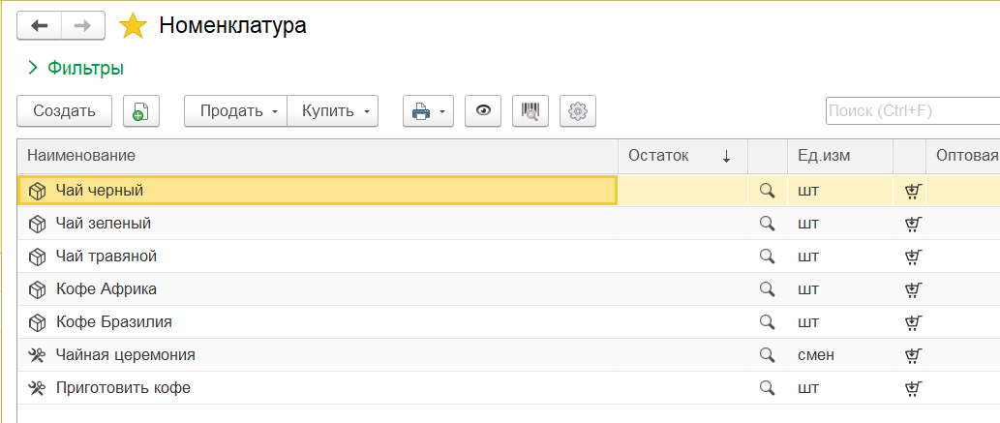 Номенклатура
Фильтры
Создать Продать Купить Поиск (Ctrl+F)
Наименование Остаток ↓ Ед.изм Оптовая
Чай черный шт
Чай зеленый шт
Чай травяной шт
Кофе Африка шт
Кофе Бразилия шт
Чайная церемония смен
Приготовить кофе шт